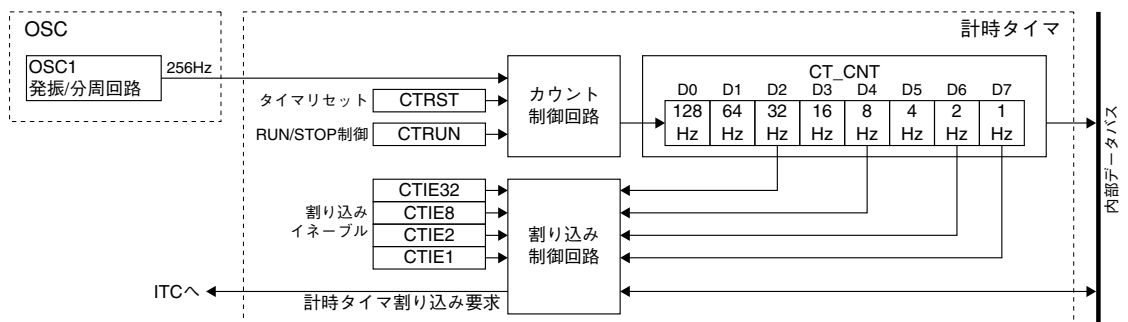 OSC
計時タイマ
OSC1
発振/分周回路
256Hz
タイマリセット
CTRST
RUN/STOP制御
CTRUN
カウント
制御回路
CT_CNT
D0 D1 D2 D3 D4 D5 D6 D7
128 64 32 16 8 4 2 1
Hz Hz Hz Hz Hz Hz Hz Hz
内部データバス
割り込み
イネーブル
CTIE32
CTIE8
CTIE2
CTIE1
割り込み
制御回路
ITCへ
計時タイマ割り込み要求